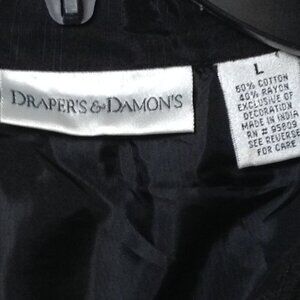 DRAPER'S & DAMON'S
L
60% COTTON
40% RAYON
EXCLUSIVE OF
DECORATION
MADE IN INDIA
RN # 95809
SEE REVERSE
FOR CARE